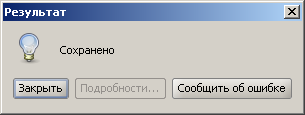 Результат
Сохранено
Закрыть Подробности... Сообщить об ошибке